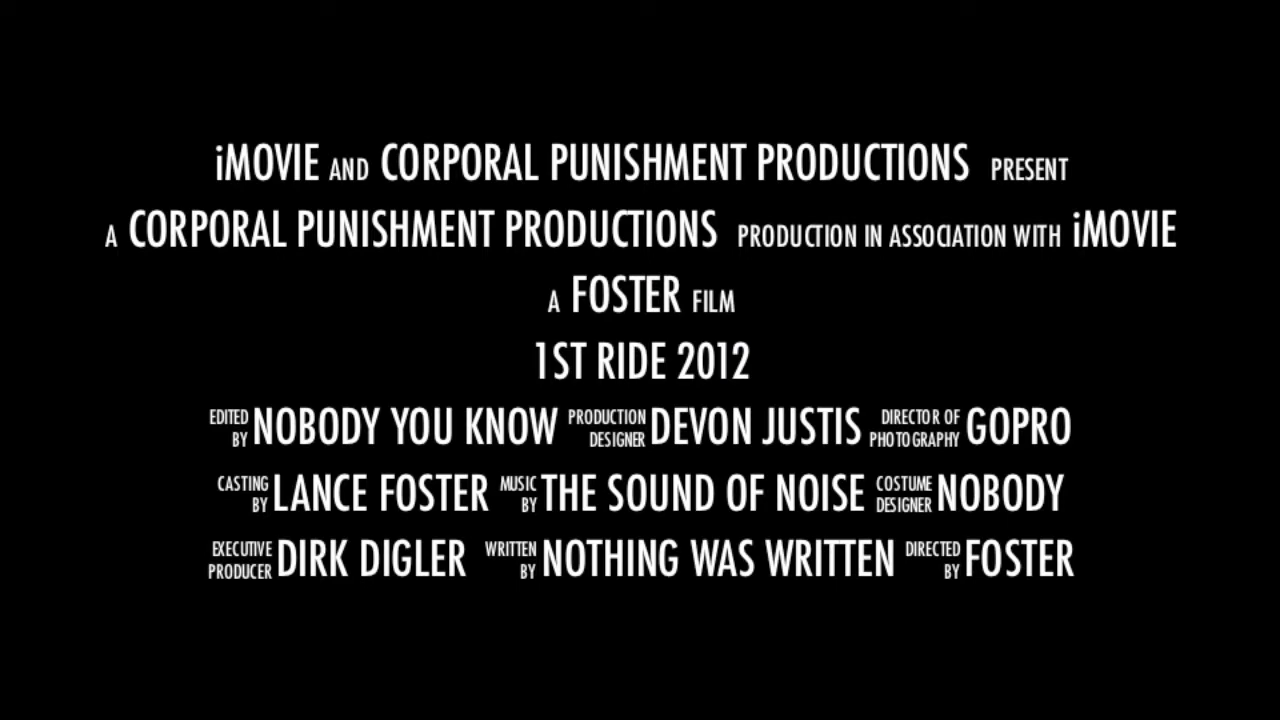 iMOVIE AND CORPORAL PUNISHMENT PRODUCTIONS PRESENT
A CORPORAL PUNISHMENT PRODUCTIONS PRODUCTION IN ASSOCIATION WITH iMOVIE
A FOSTER FILM
1ST RIDE 2012
EDITED BY NOBODY YOU KNOW PRODUCTION DESIGNER DEVON JUSTIS DIRECTOR OF PHOTOGRAPHY GOPRO
CASTING BY LANCE FOSTER MUSIC BY THE SOUND OF NOISE COSTUME DESIGNER NOBODY
EXECUTIVE PRODUCER DIRK DIGLER WRITTEN BY NOTHING WAS WRITTEN DIRECTED BY FOSTER